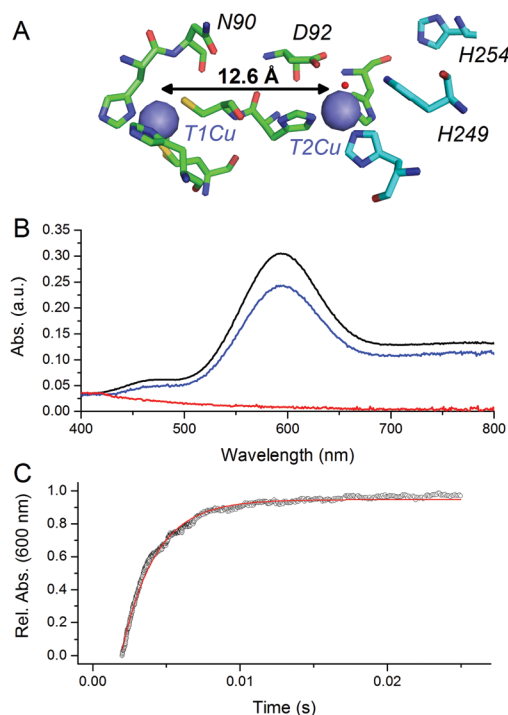 A
N90
D92
H254
12.6 Å
H249
T1Cu
T2Cu
B
0.35
0.30
0.25
0.20
0.15
0.10
0.05
0.00
Abs. (a.u.)
400 500 600 700 800
Wavelength (nm)
C
1.0
0.8
0.6
0.4
0.2
0.0
Rel. Abs. (600 nm)
0.00 0.01 0.02
Time (s)